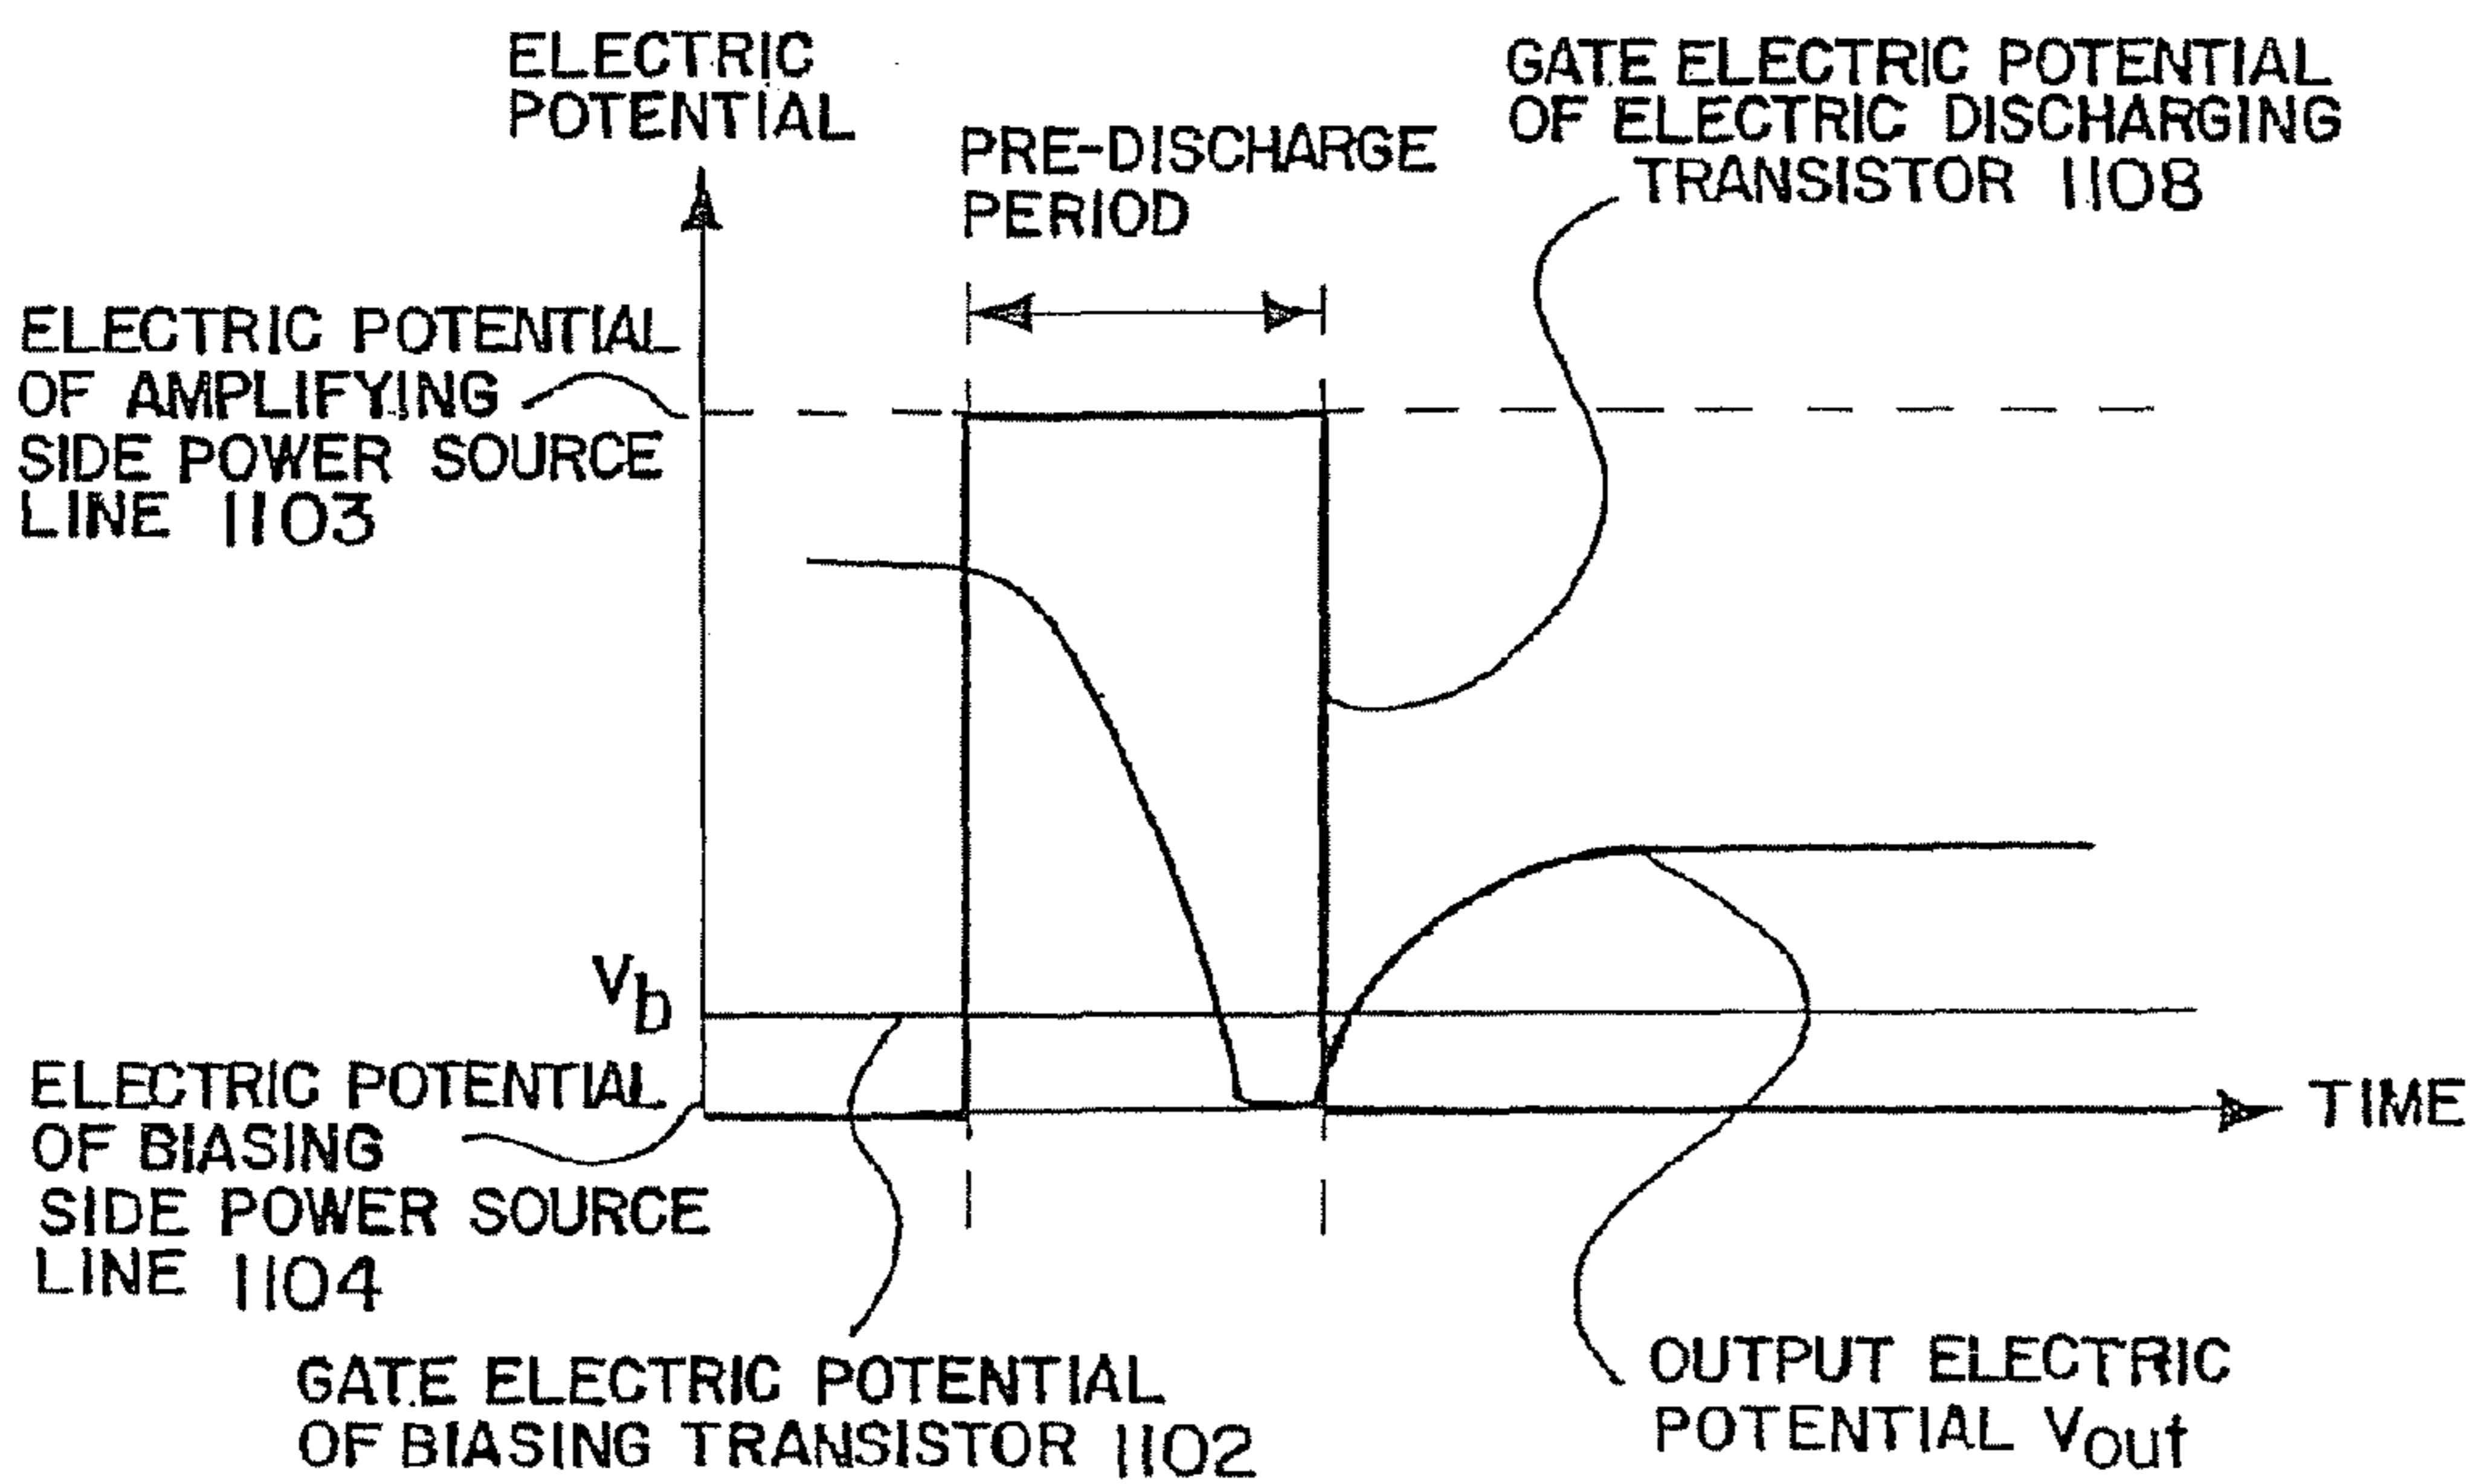 ELECTRIC
POTENTIAL
PRE-DISCHARGE
PERIOD
GATE ELECTRIC POTENTIAL
OF ELECTRIC DISCHARGING
TRANSISTOR 1108
ELECTRIC POTENTIAL
OF AMPLIFYING
SIDE POWER SOURCE
LINE 1103
Vb
ELECTRIC POTENTIAL
OF BIASING
SIDE POWER SOURCE
LINE 1104
TIME
GATE ELECTRIC POTENTIAL
OF BIASING TRANSISTOR 1102
OUTPUT ELECTRIC
POTENTIAL Vout